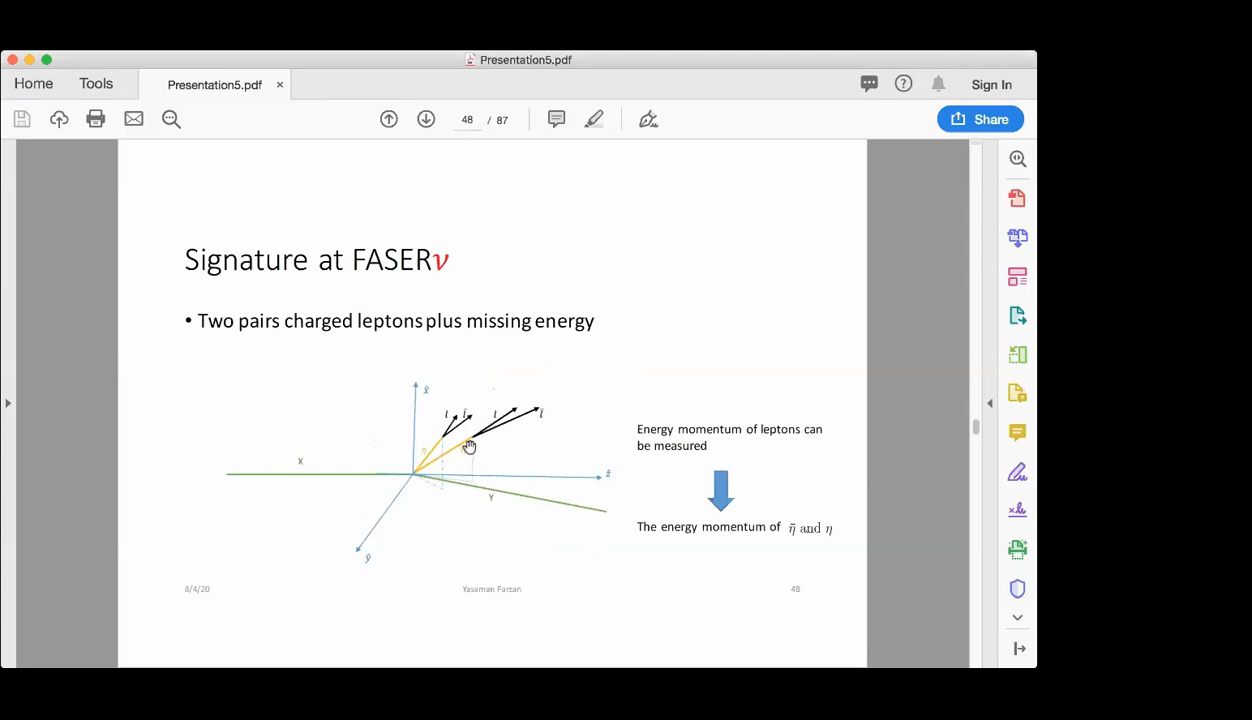 Presentation5.pdf
Home Tools Presentation5.pdf × Sign In
48 / 87 Share
Signature at FASERν
• Two pairs charged leptons plus missing energy
x̂
l l̄ l l̄
Energy momentum of leptons can
be measured
η
X
ẑ
Y
The energy momentum of η̄ and η
ŷ
8/4/20 Yasaman Farzan 48